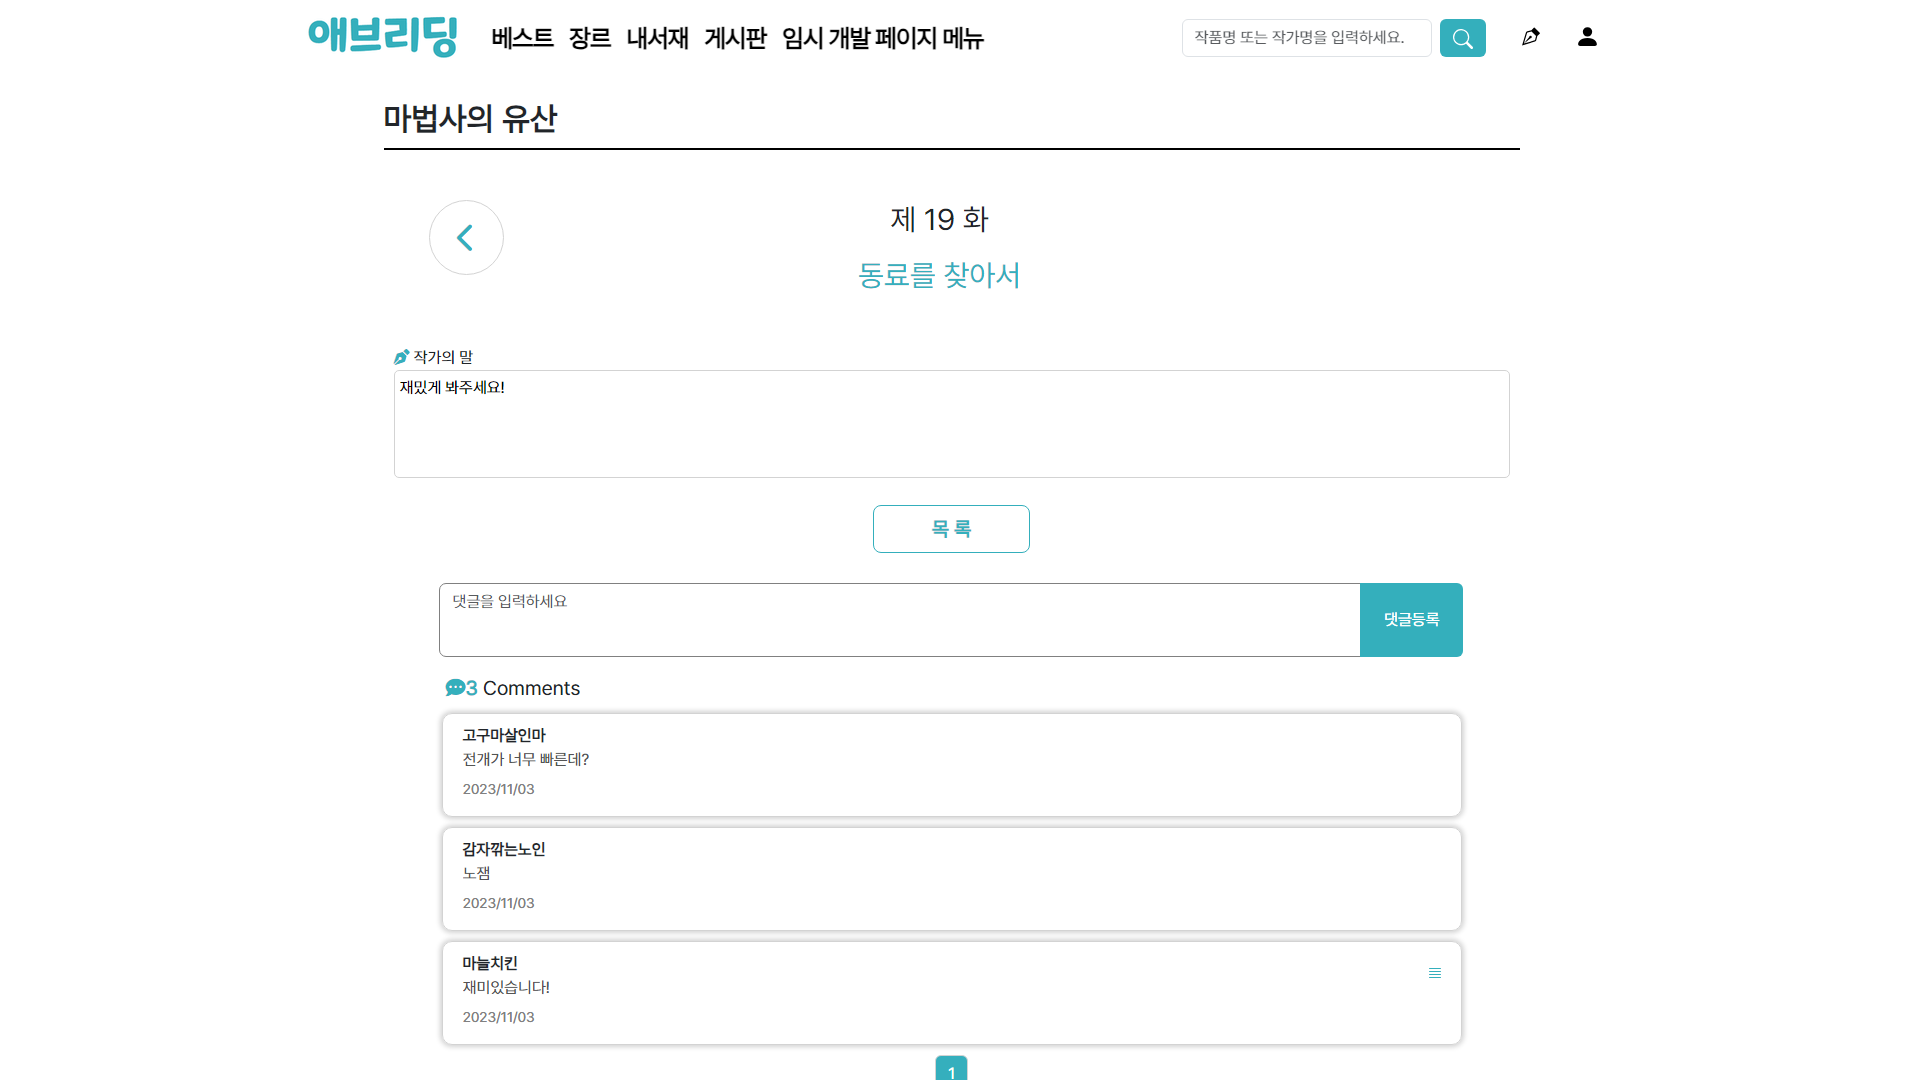 애브리딩 베스트 장르 내서재 게시판 임시 개발 페이지 메뉴 작품명 또는 작가명을 입력하세요.
마법사의 유산
제 19 화
동료를 찾아서
작가의 말
재밌게 봐주세요!
목 록
댓글을 입력하세요
댓글등록
3 Comments
고구마살인마
전개가 너무 빠른데?
2023/11/03
감자깎는노인
노잼
2023/11/03
마늘치킨
재미있습니다!
2023/11/03
1